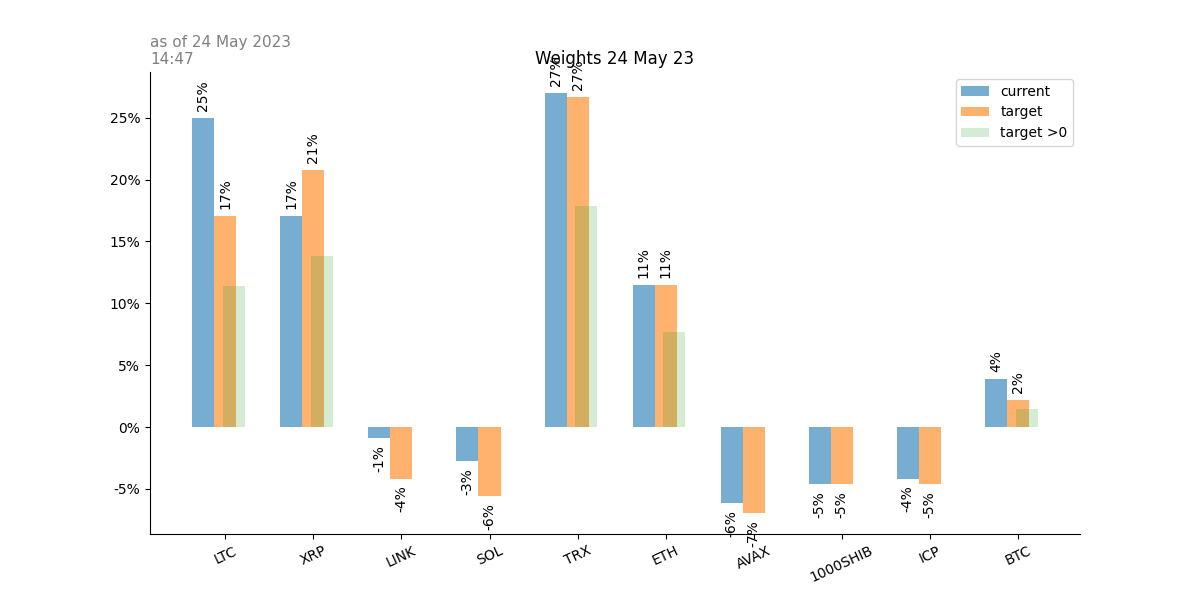 as of 24 May 2023
14:47
Weights 24 May 23
current
target
target >0
25%
20%
15%
10%
5%
0%
-5%
25%
17%
17%
21%
-1%
-4%
-3%
-6%
27%
27%
11%
11%
-6%
-7%
-5%
-5%
-4%
-5%
4%
2%
LTC
XRP
LINK
SOL
TRX
ETH
AVAX
1000SHIB
ICP
BTC